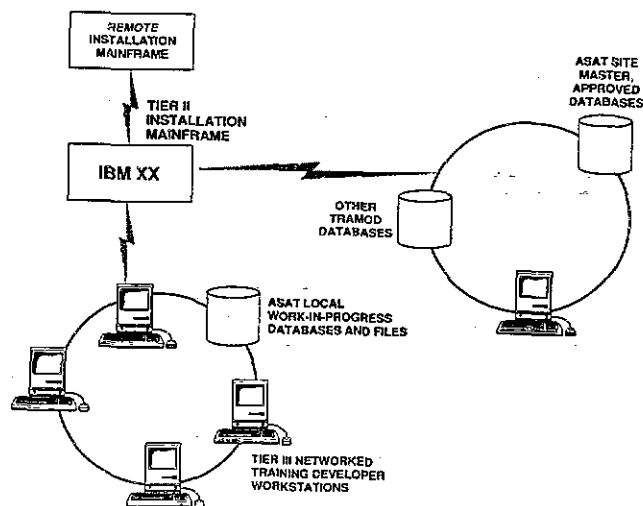 REMOTE
INSTALLATION
MAINFRAME
TIER II
INSTALLATION
MAINFRAME
IBM XX
ASAT SITE
MASTER,
APPROVED
DATABASES
OTHER
TRAMOD
DATABASES
ASAT LOCAL
WORK-IN-PROGRESS
DATABASES AND FILES
TIER III NETWORKED
TRAINING DEVELOPER
WORKSTATIONS